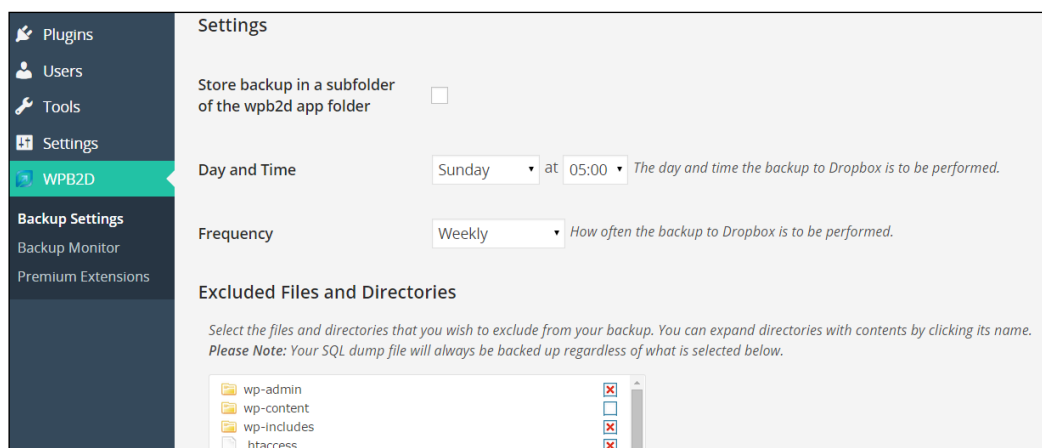 Plugins
Users
Tools
Settings
WPB2D
Backup Settings
Backup Monitor
Premium Extensions
Settings
Store backup in a subfolder
of the wpb2d app folder
Day and Time Sunday at 05:00 The day and time the backup to Dropbox is to be performed.
Frequency Weekly How often the backup to Dropbox is to be performed.
Excluded Files and Directories
Select the files and directories that you wish to exclude from your backup. You can expand directories with contents by clicking its name.
Please Note: Your SQL dump file will always be backed up regardless of what is selected below.
wp-admin
wp-content
wp-includes
.htaccess